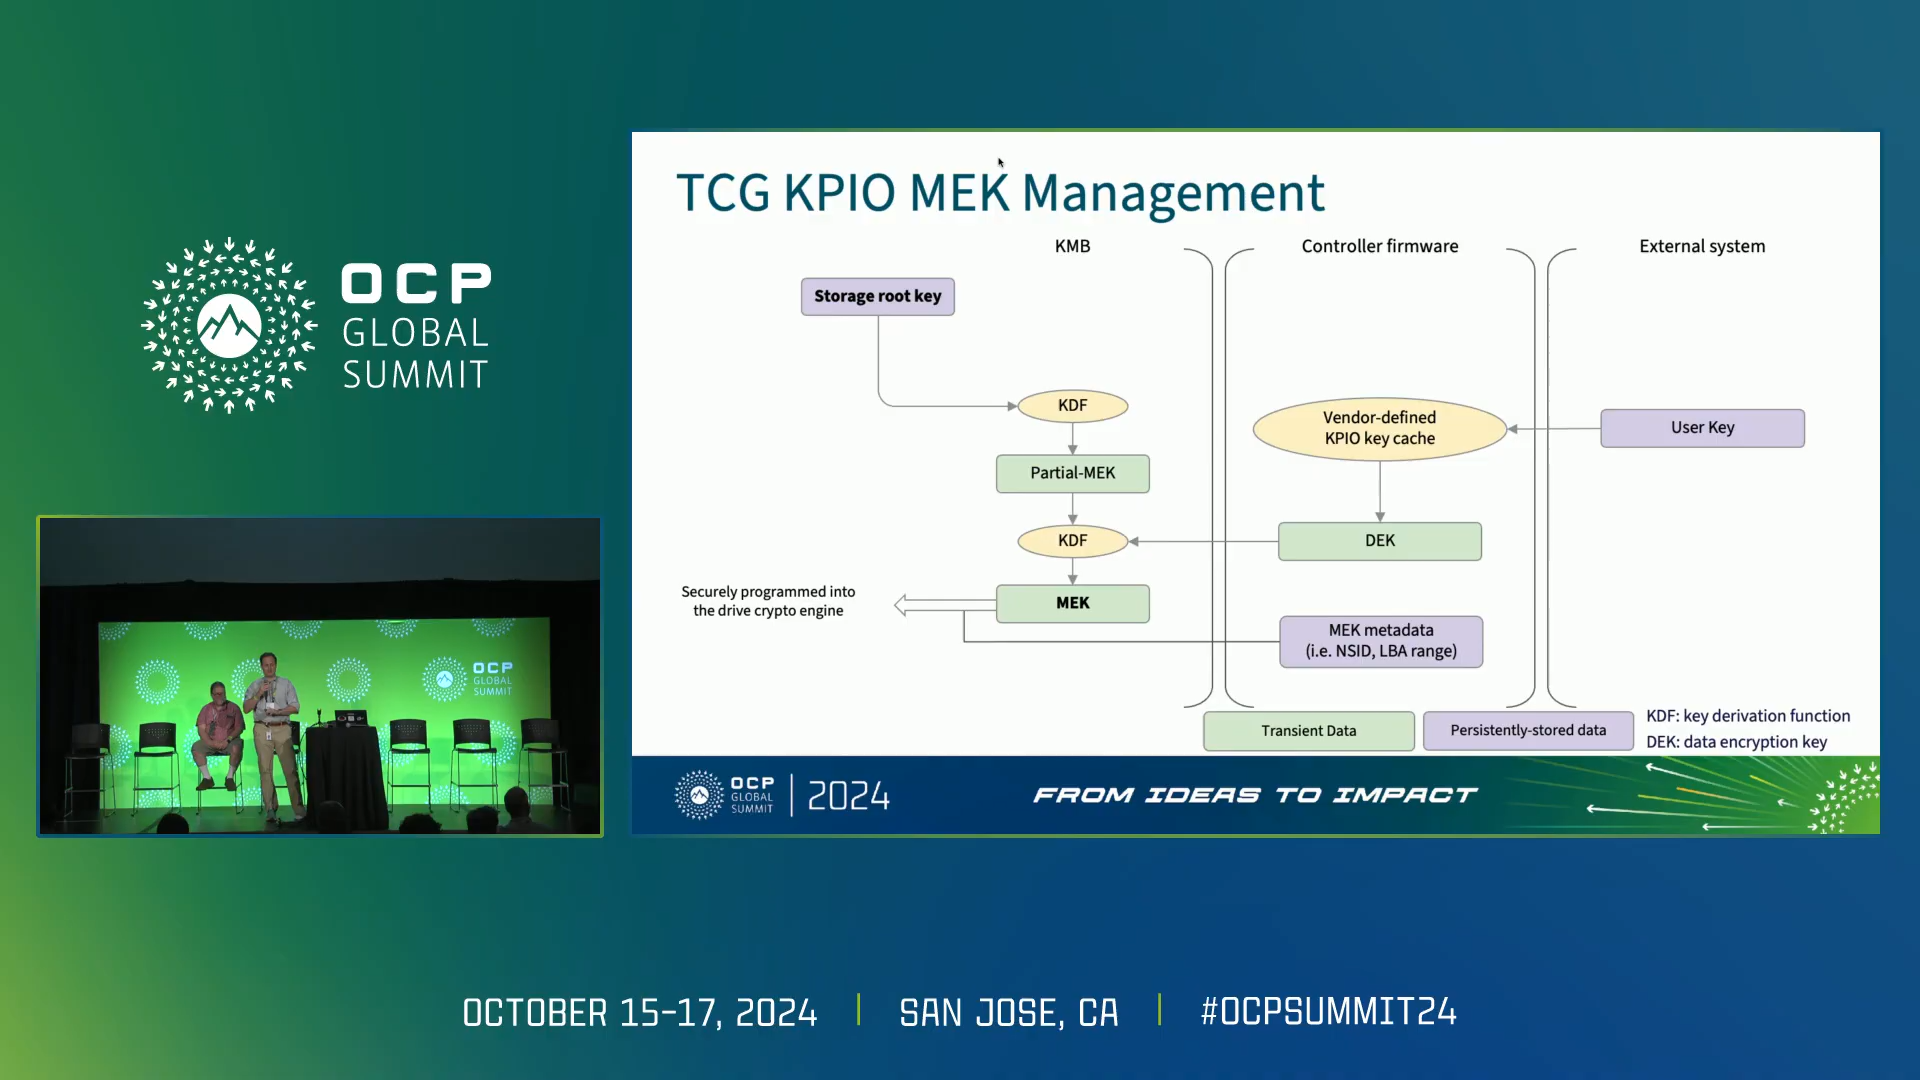 OCP
GLOBAL
SUMMIT
TCG KPIO MEK Management
KMB
Controller firmware
External system
Storage root key
KDF
Vendor-defined
KPIO key cache
User Key
Partial-MEK
KDF
DEK
Securely programmed into
the drive crypto engine
MEK
MEK metadata
(i.e. NSID, LBA range)
Transient Data
Persistently-stored data
KDF: key derivation function
DEK: data encryption key
OCP
GLOBAL
SUMMIT
2024
FROM IDEAS TO IMPACT
OCP
GLOBAL
SUMMIT
OCTOBER 15-17, 2024
SAN JOSE, CA
#OCPSUMMIT24